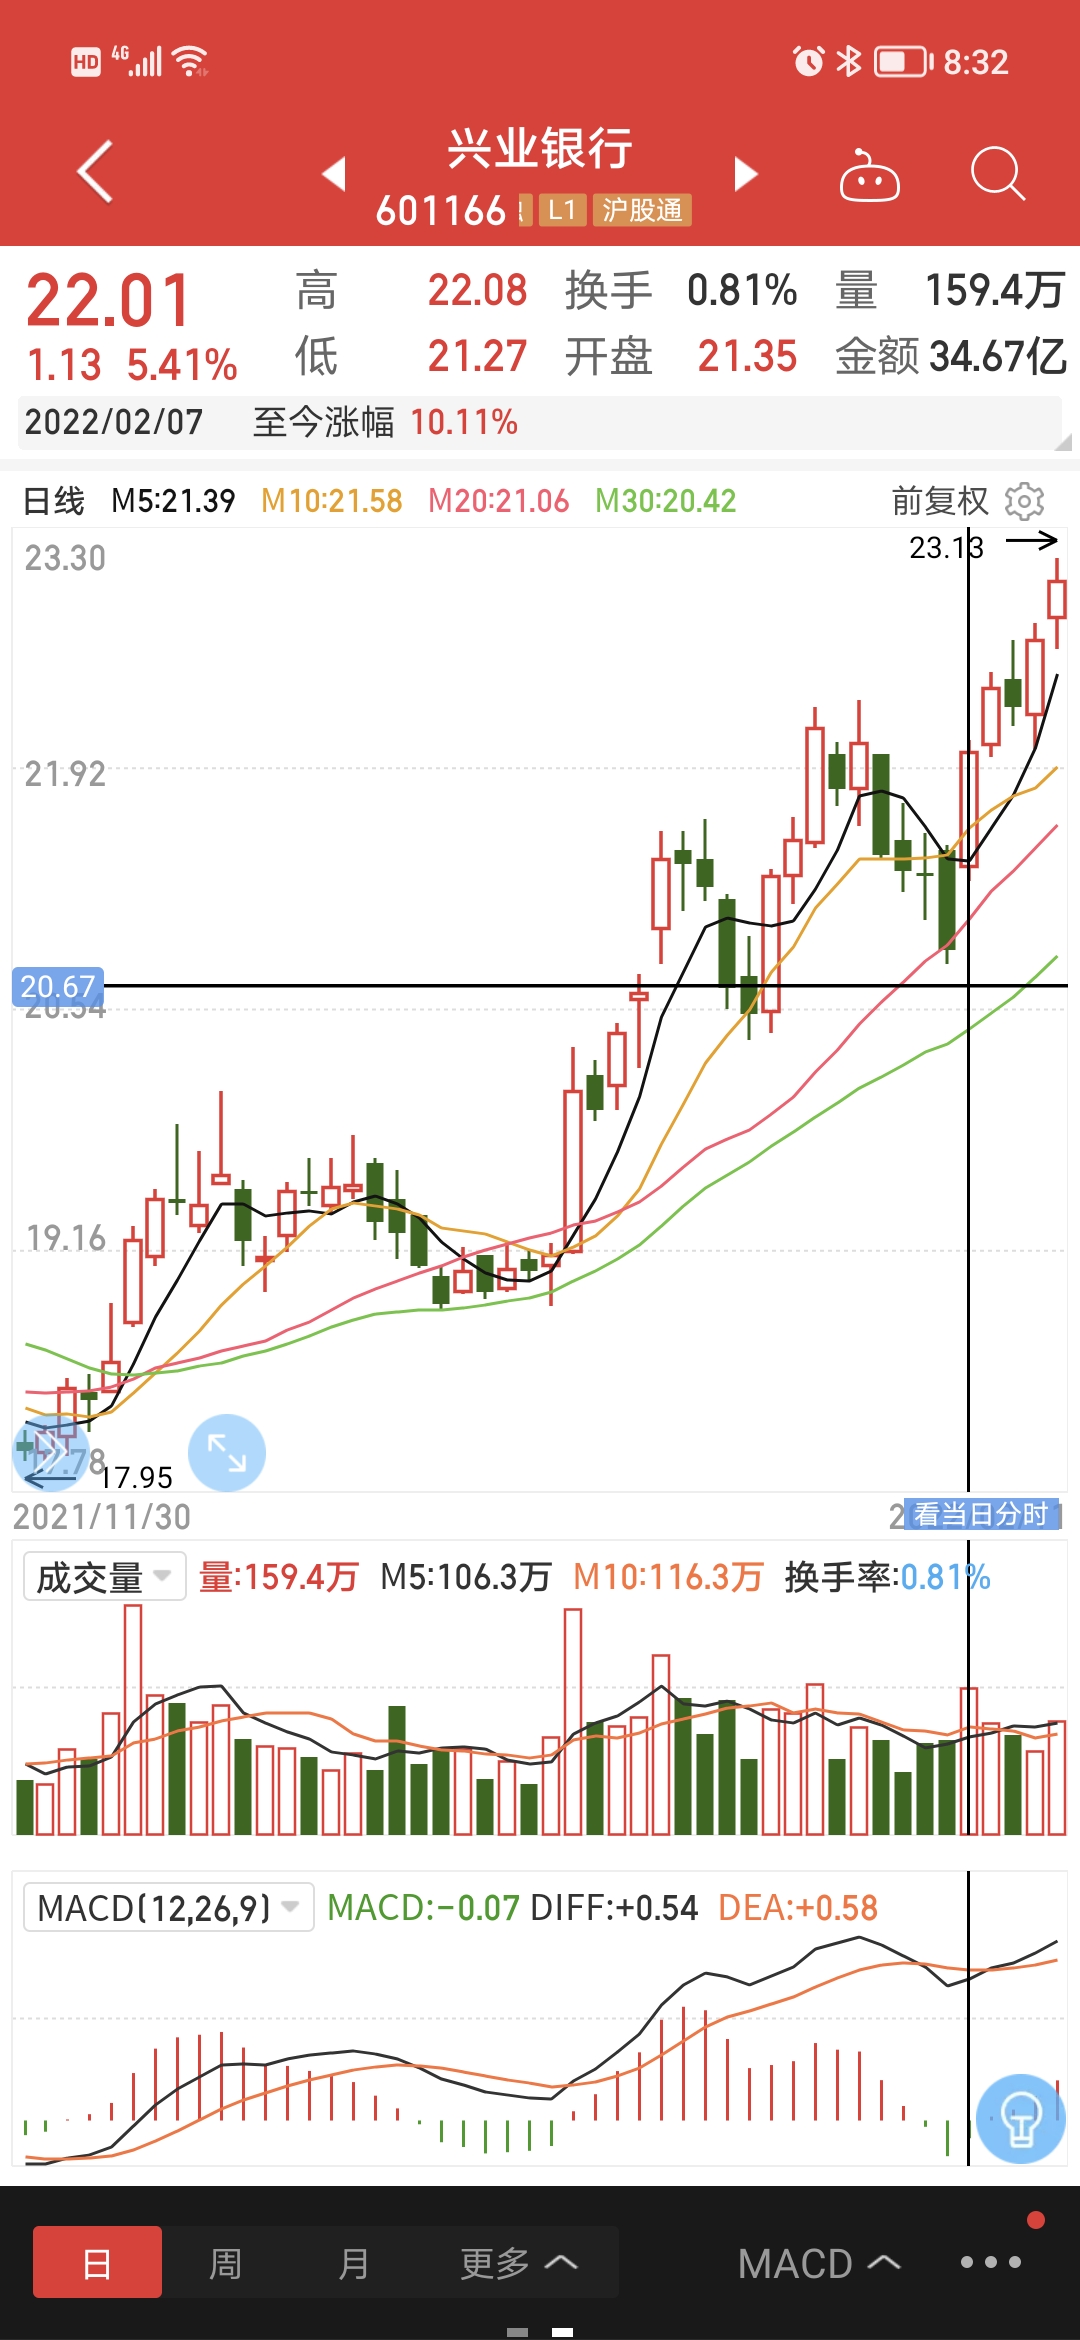 HD 4G 8:32
兴业银行
601166 L1 沪股通
22.01 高 22.08 换手 0.81% 量 159.4万
1.13 5.41% 低 21.27 开盘 21.35 金额 34.67亿
2022/02/07 至今涨幅 10.11%
日线 M5:21.39 M10:21.58 M20:21.06 M30:20.42 前复权
23.30
23.13
21.92
20.67
20.54
19.16
17.78
17.95
2021/11/30 看当日分时
成交量 量:159.4万 M5:106.3万 M10:116.3万 换手率:0.81%
MACD(12,26,9) MACD:-0.07 DIFF:+0.54 DEA:+0.58
日 周 月 更多 MACD